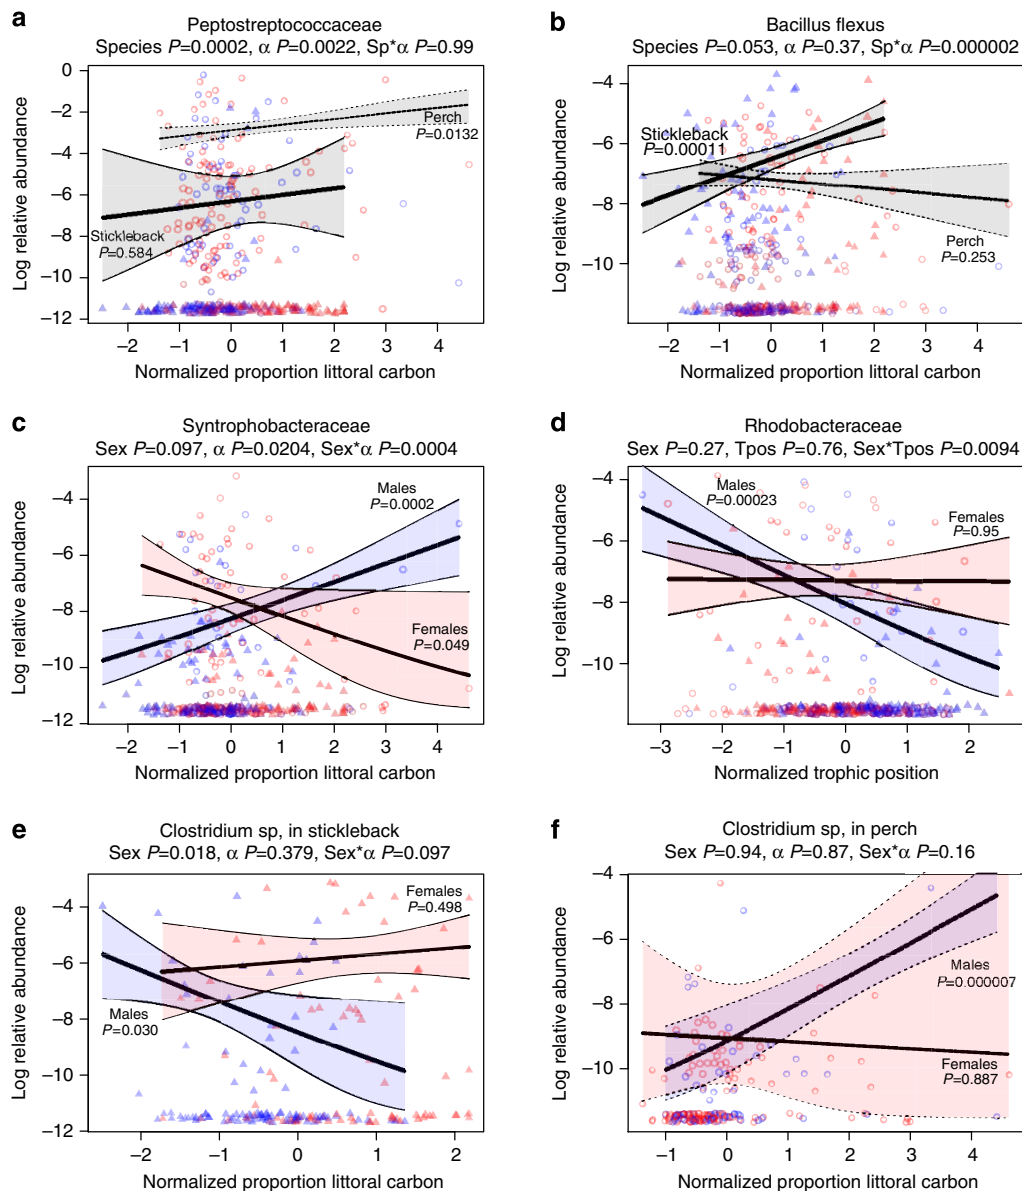 a
Peptostreptococcaceae
Species P=0.0002, α P=0.0022, Sp*α P=0.99
0
−2
−4
−6
−8
−10
−12
Log relative abundance
Perch
P=0.0132
Stickleback
P=0.584
−2
−1
0
1
2
3
4
Normalized proportion littoral carbon
b
Bacillus flexus
Species P=0.053, α P=0.37, Sp*α P=0.000002
−4
−6
−8
−10
Log relative abundance
Stickleback
P=0.00011
Perch
P=0.253
−2
−1
0
1
2
3
4
Normalized proportion littoral carbon
c
Syntrophobacteraceae
Sex P=0.097, α P=0.0204, Sex*α P=0.0004
−4
−6
−8
−10
−12
Log relative abundance
Males
P=0.0002
Females
P=0.049
−2
−1
0
1
2
3
4
Normalized proportion littoral carbon
d
Rhodobacteraceae
Sex P=0.27, Tpos P=0.76, Sex*Tpos P=0.0094
−4
−6
−8
−10
Log relative abundance
Males
P=0.00023
Females
P=0.95
−3
−2
−1
0
1
2
Normalized trophic position
e
Clostridium sp, in stickleback
Sex P=0.018, α P=0.379, Sex*α P=0.097
−4
−6
−8
−10
−12
Log relative abundance
Females
P=0.498
Males
P=0.030
−2
−1
0
1
2
Normalized proportion littoral carbon
f
Clostridium sp, in perch
Sex P=0.94, α P=0.87, Sex*α P=0.16
−4
−6
−8
−10
Log relative abundance
Males
P=0.000007
Females
P=0.887
−1
0
1
2
3
4
Normalized proportion littoral carbon